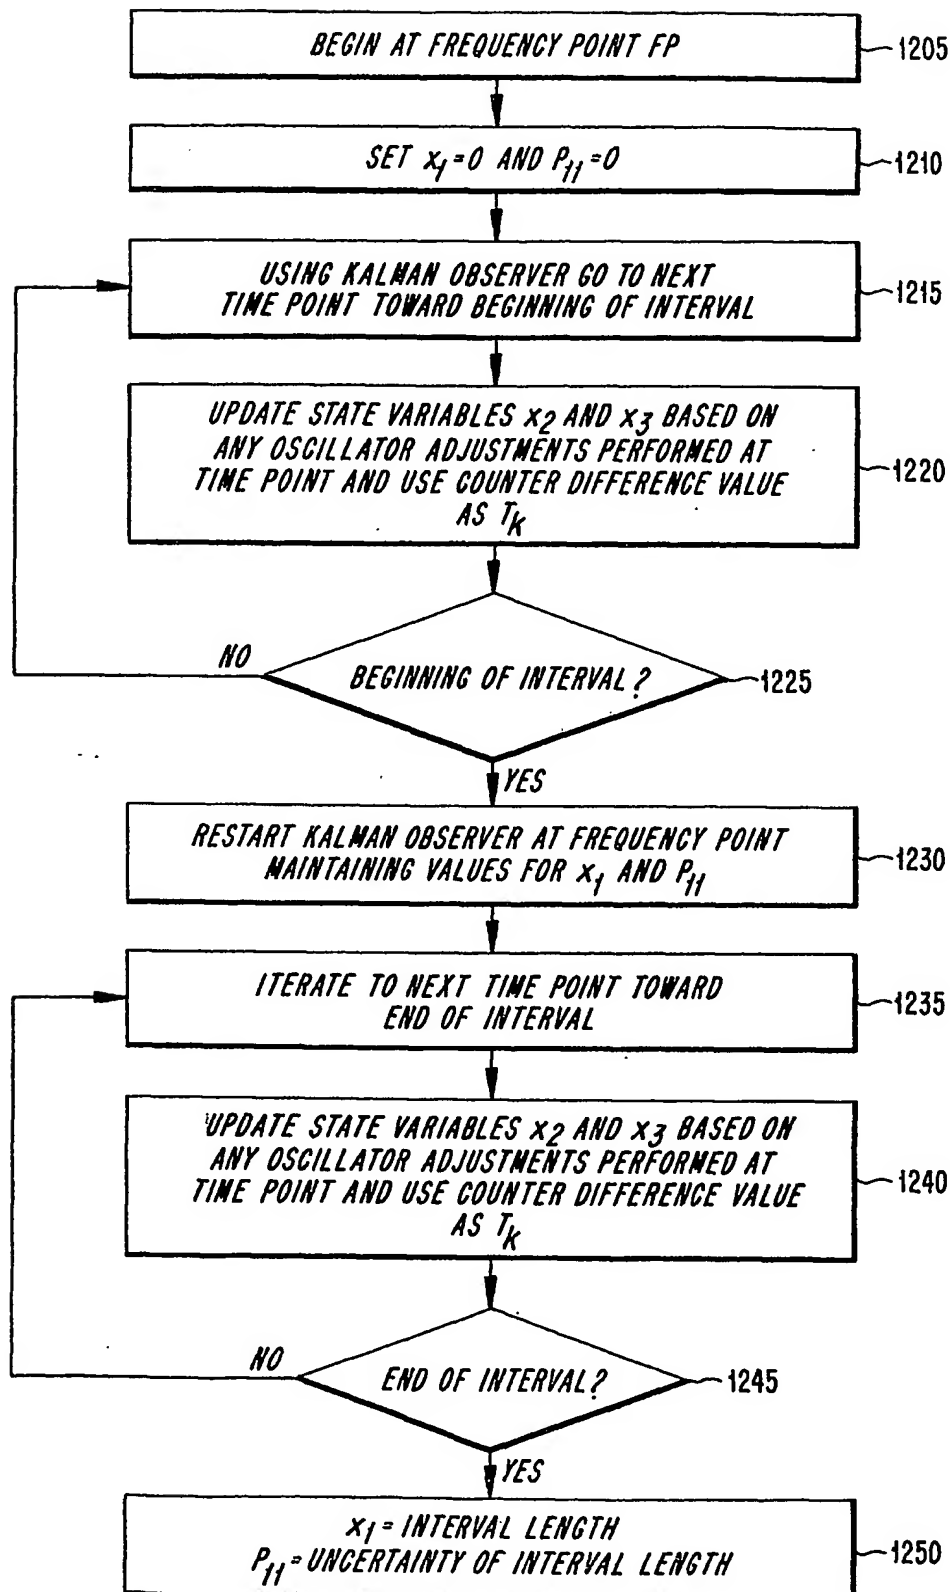 BEGIN AT FREQUENCY POINT FP
1205
SET x1=0 AND P11=0
1210
USING KALMAN OBSERVER GO TO NEXT
TIME POINT TOWARD BEGINNING OF INTERVAL
1215
UPDATE STATE VARIABLES x2 AND x3 BASED ON
ANY OSCILLATOR ADJUSTMENTS PERFORMED AT
TIME POINT AND USE COUNTER DIFFERENCE VALUE
AS Tk
1220
NO
BEGINNING OF INTERVAL?
1225
YES
RESTART KALMAN OBSERVER AT FREQUENCY POINT
MAINTAINING VALUES FOR x1 AND P11
1230
ITERATE TO NEXT TIME POINT TOWARD
END OF INTERVAL
1235
UPDATE STATE VARIABLES x2 AND x3 BASED ON
ANY OSCILLATOR ADJUSTMENTS PERFORMED AT
TIME POINT AND USE COUNTER DIFFERENCE VALUE
AS Tk
1240
NO
END OF INTERVAL?
1245
YES
x1=INTERVAL LENGTH
P11=UNCERTAINTY OF INTERVAL LENGTH
1250